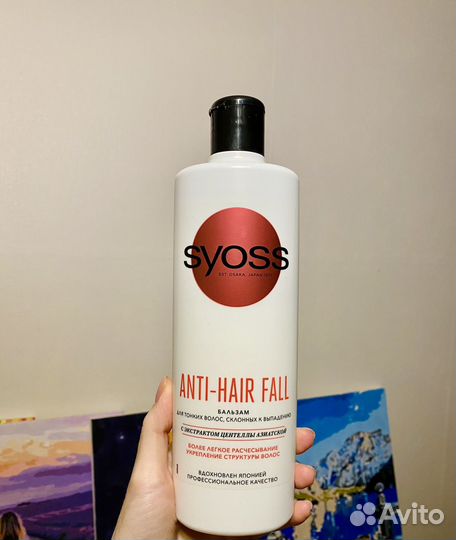 syoss
EST. OSAKA, JAPAN 1977
ANTI-HAIR FALL
БАЛЬЗАМ
ДЛЯ ТОНКИХ ВОЛОС, СКЛОННЫХ К ВЫПАДЕНИЮ
С ЭКСТРАКТОМ ЦЕНТЕЛЛЫ АЗИАТСКОЙ
БОЛЕЕ ЛЕГКОЕ РАСЧЕСЫВАНИЕ
УКРЕПЛЕНИЕ СТРУКТУРЫ ВОЛОС
ВДОХНОВЛЕН ЯПОНИЕЙ
ПРОФЕССИОНАЛЬНОЕ КАЧЕСТВО
Avito